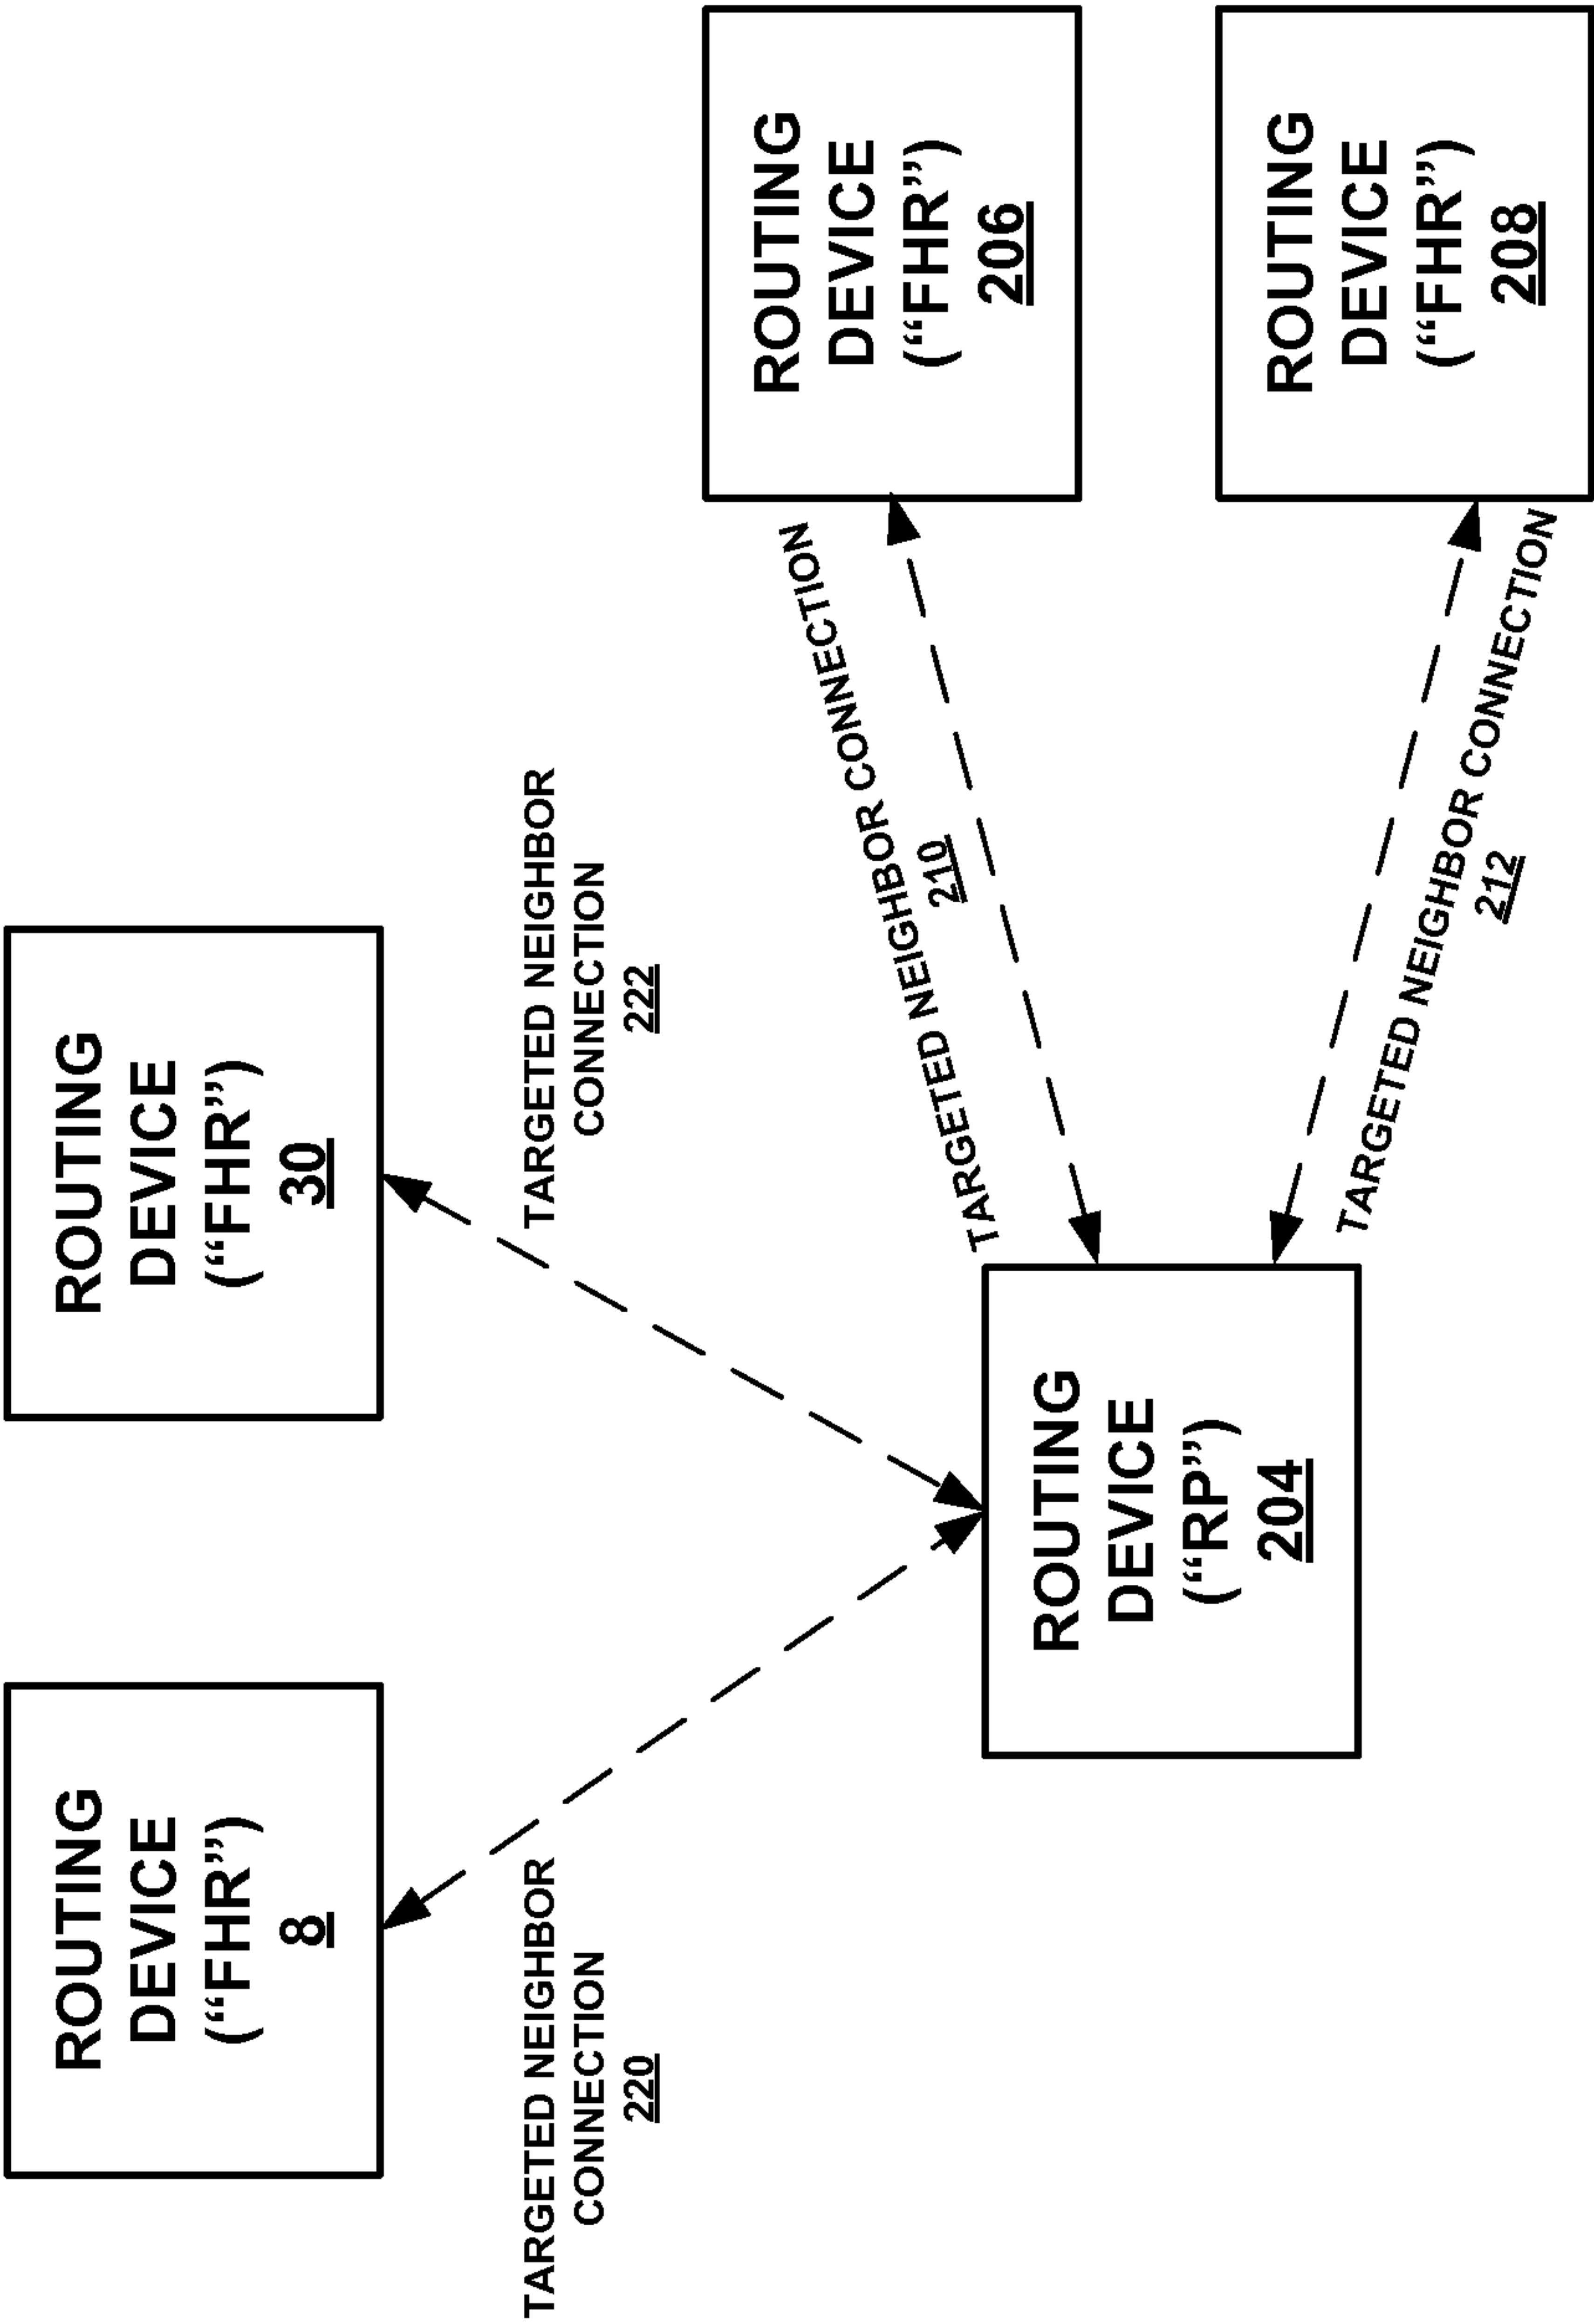 ROUTING
DEVICE
(“FHR”)
8
ROUTING
DEVICE
(“FHR”)
30
TARGETED NEIGHBOR
CONNECTION
220
TARGETED NEIGHBOR
CONNECTION
222
ROUTING
DEVICE
(“FHR”)
206
TARGETED NEIGHBOR CONNECTION
210
ROUTING
DEVICE
(“RP”)
204
TARGETED NEIGHBOR CONNECTION
212
ROUTING
DEVICE
(“FHR”)
208